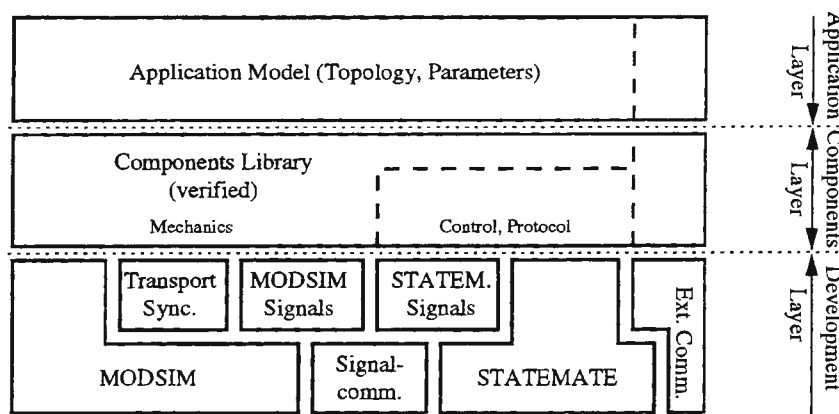 Application Model (Topology, Parameters)
Application
Layer
Components Library
(verified)
Mechanics
Control, Protocol
Components
Layer
Transport
Sync.
MODSIM
Signals
STATEM.
Signals
Ext. Comm.
MODSIM
Signal-
comm.
STATEMATE
Development
Layer